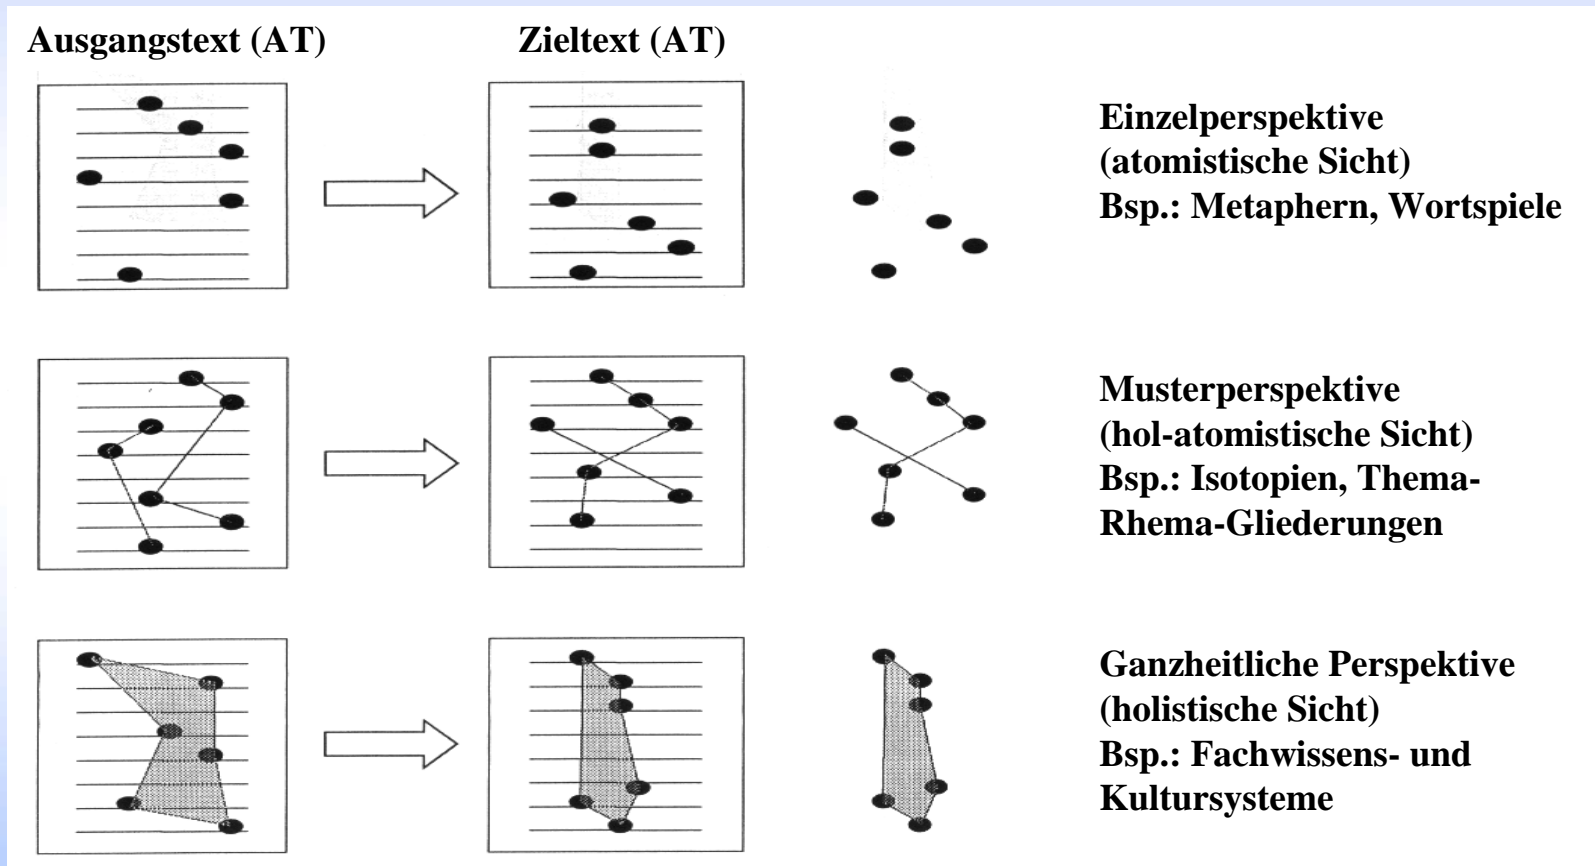 Ausgangstext (AT)
Zieltext (AT)
Einzelperspektive
(atomistische Sicht)
Bsp.: Metaphern, Wortspiele
Musterperspektive
(hol-atomistische Sicht)
Bsp.: Isotopien, Thema-
Rhema-Gliederungen
Ganzheitliche Perspektive
(holistische Sicht)
Bsp.: Fachwissens- und
Kultursysteme